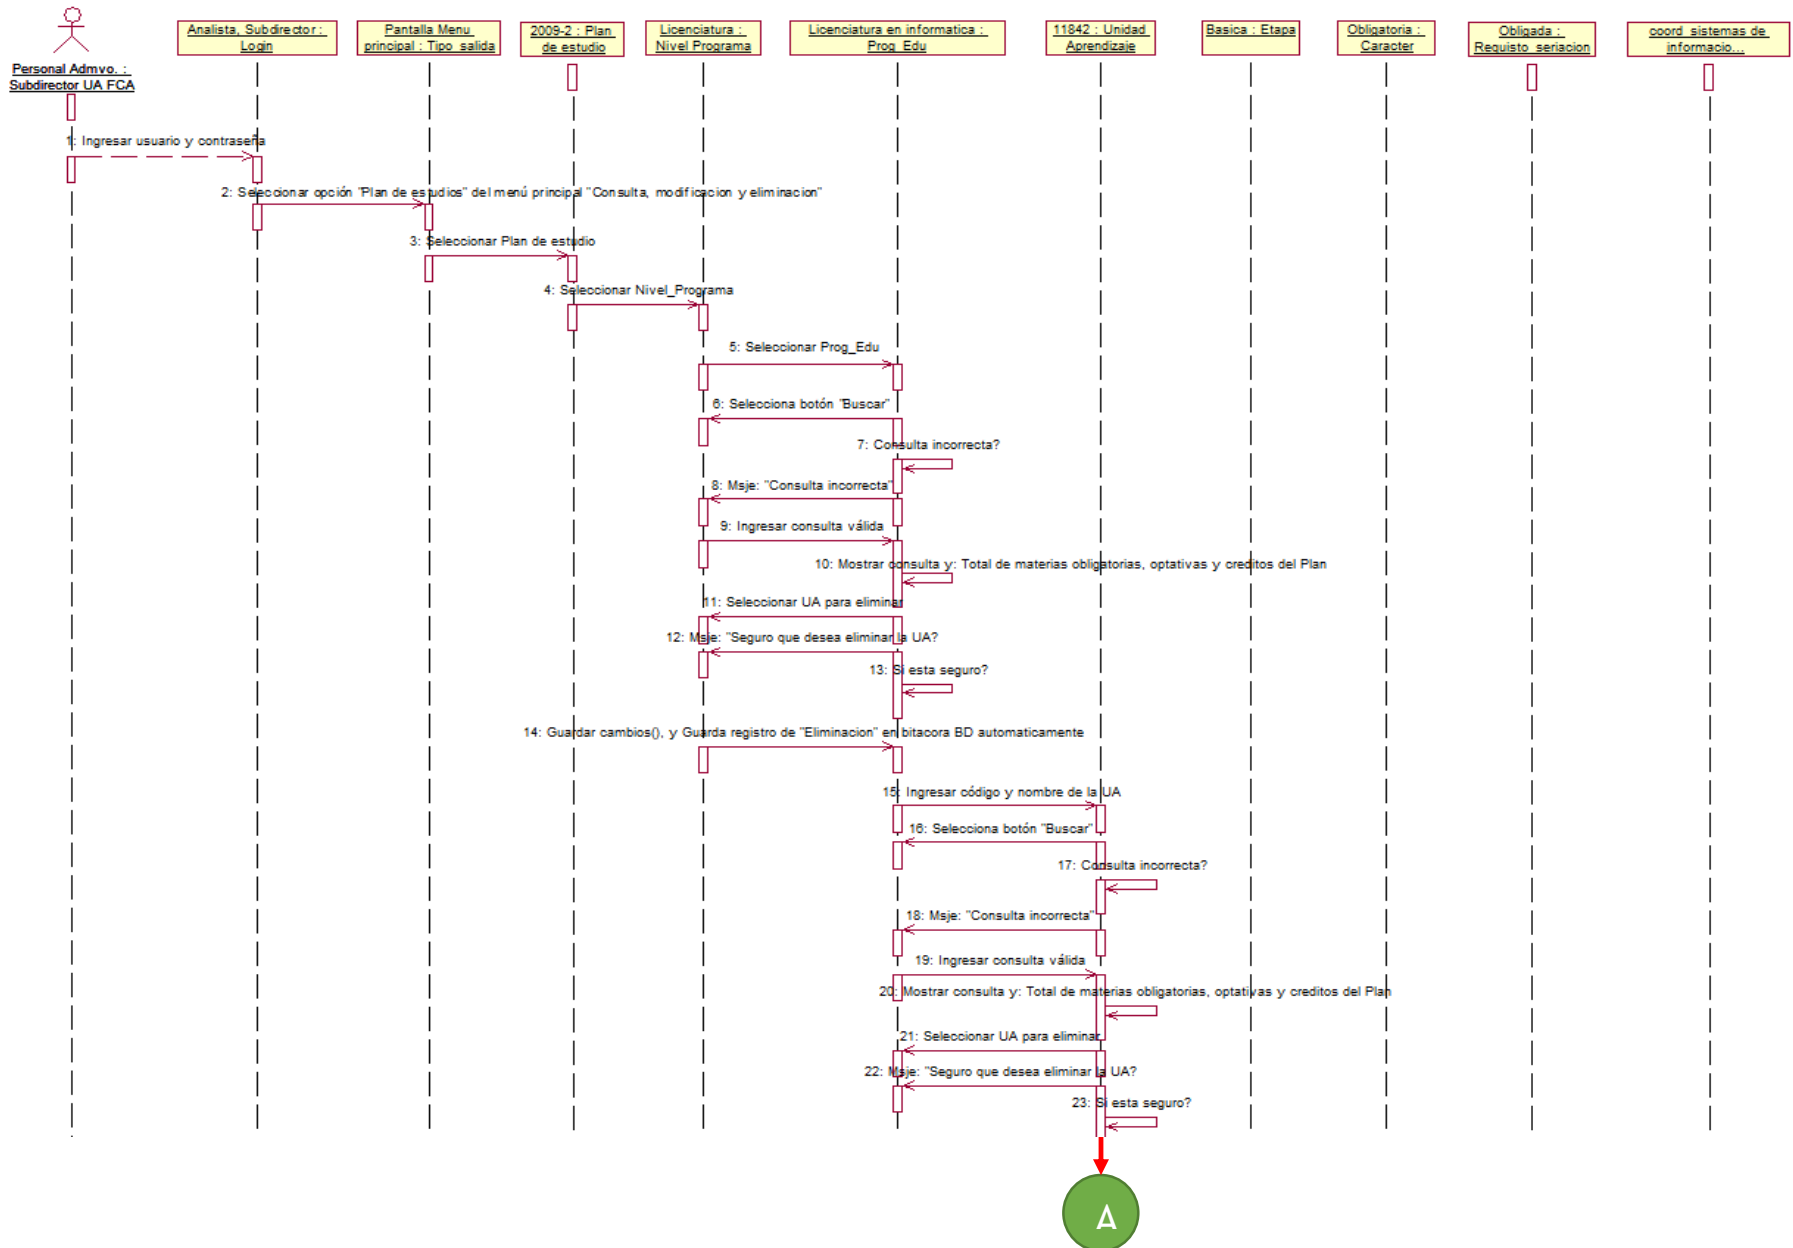 Personal Admvo. :
Subdirector UA FCA
Analista, Subdirector :
Login
Pantalla Menu
principal : Tipo_salida
2009-2 : Plan
de estudio
Licenciatura :
Nivel Programa
Licenciatura en informatica :
Prog_Edu
11842 : Unidad
Aprendizaje
Basica : Etapa
Obligatoria :
Caracter
Obligada :
Requisto_seriacion
coord_sistemas de
informacio...
1: Ingresar usuario y contraseña
2: Seleccionar opción "Plan de estudios" del menú principal "Consulta, modificacion y eliminacion"
3: Seleccionar Plan de estudio
4: Seleccionar Nivel_Programa
5: Seleccionar Prog_Edu
6: Selecciona botón "Buscar"
7: Consulta incorrecta?
8: Msje: "Consulta incorrecta"
9: Ingresar consulta válida
10: Mostrar consulta y: Total de materias obligatorias, optativas y creditos del Plan
11: Seleccionar UA para eliminar
12: Msje: "Seguro que desea eliminar la UA?
13: Si esta seguro?
14: Guardar cambios(), y Guarda registro de "Eliminacion" en bitacora BD automaticamente
15: Ingresar código y nombre de la UA
16: Selecciona botón "Buscar"
17: Consulta incorrecta?
18: Msje: "Consulta incorrecta"
19: Ingresar consulta válida
20: Mostrar consulta y: Total de materias obligatorias, optativas y creditos del Plan
21: Seleccionar UA para eliminar
22: Msje: "Seguro que desea eliminar la UA?
23: Si esta seguro?
A